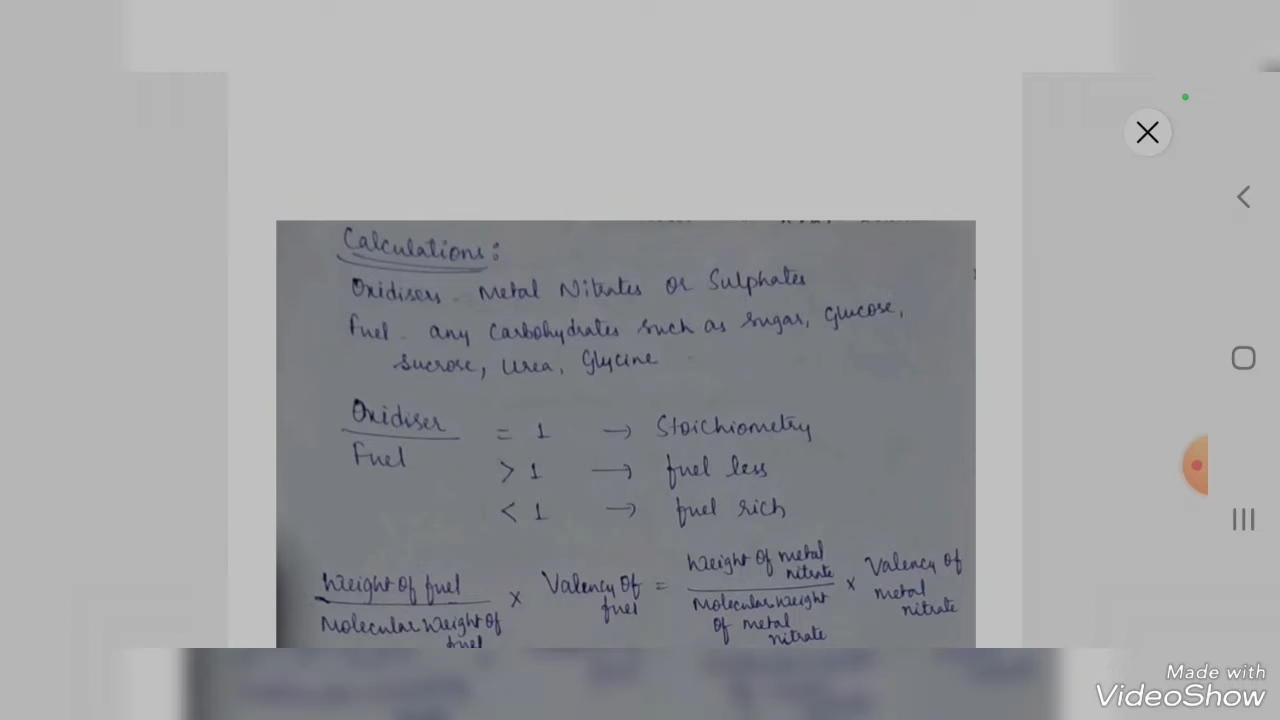 Calculations:
Oxidisers - Metal Nitrates or Sulphates
Fuel - any carbohydrates such as sugar, Glucose,
sucrose, Urea, Glycine
Oxidiser
Fuel
= 1 → Stoichiometry
> 1 → fuel less
< 1 → fuel rich
Weight of fuel
Molecular weight of
fuel
× Valency of
fuel
=
Weight of metal
nitrate
Molecular weight
of metal
nitrate
× Valency of
metal
nitrate
Made with
VideoShow